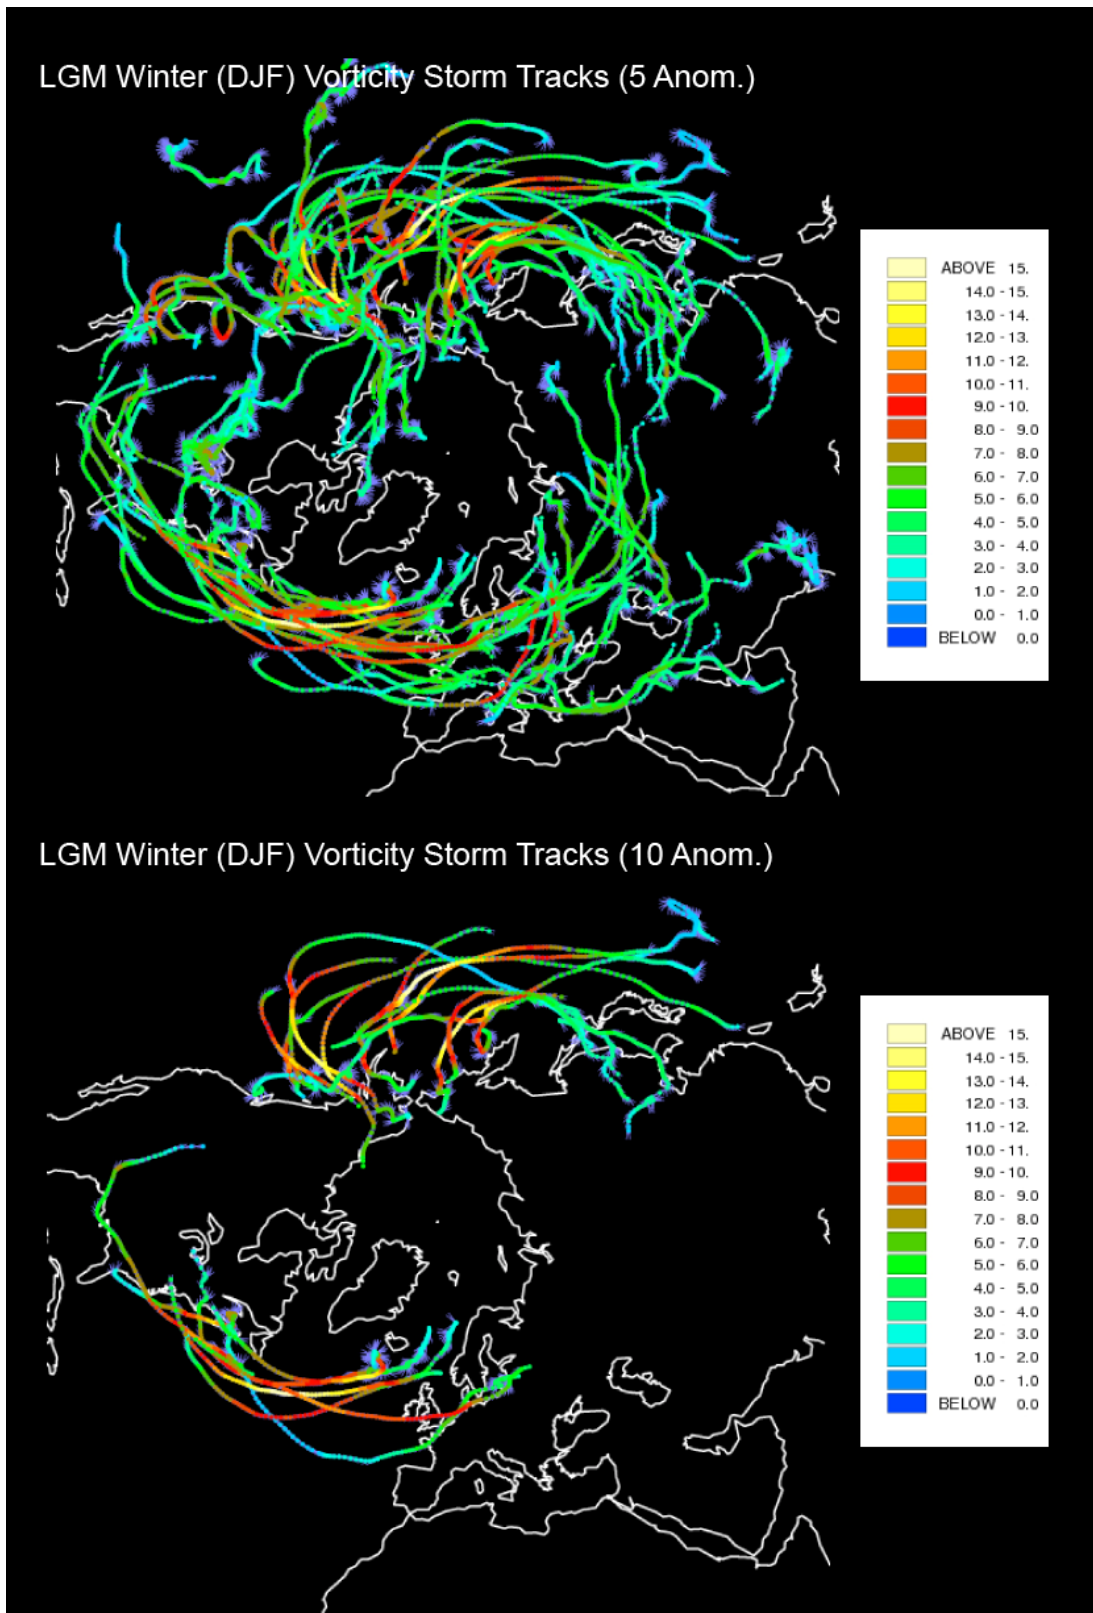 LGM Winter (DJF) Vorticity Storm Tracks (5 Anom.)
ABOVE 15.
14.0 - 15.
13.0 - 14.
12.0 - 13.
11.0 - 12.
10.0 - 11.
9.0 - 10.
8.0 - 9.0
7.0 - 8.0
6.0 - 7.0
5.0 - 6.0
4.0 - 5.0
3.0 - 4.0
2.0 - 3.0
1.0 - 2.0
0.0 - 1.0
BELOW 0.0
LGM Winter (DJF) Vorticity Storm Tracks (10 Anom.)
ABOVE 15.
14.0 - 15.
13.0 - 14.
12.0 - 13.
11.0 - 12.
10.0 - 11.
9.0 - 10.
8.0 - 9.0
7.0 - 8.0
6.0 - 7.0
5.0 - 6.0
4.0 - 5.0
3.0 - 4.0
2.0 - 3.0
1.0 - 2.0
0.0 - 1.0
BELOW 0.0